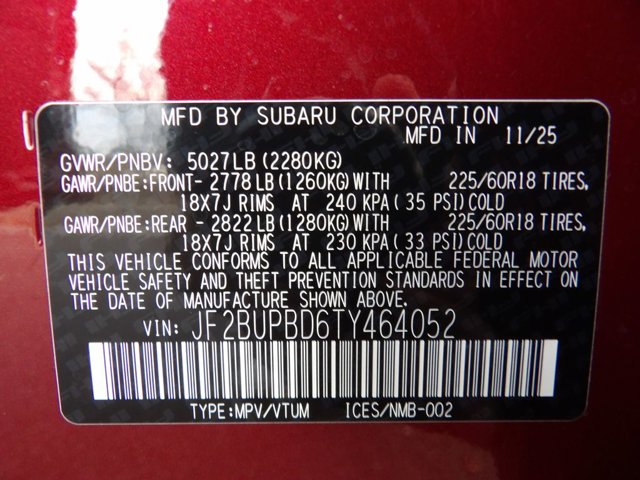 MFD BY SUBARU CORPORATION
MFD IN 11/25
GVWR/PNBV: 5027LB (2280KG)
GAWR/PNBE:FRONT- 2778 LB (1260KG) WITH 225/60R18 TIRES,
18X7J RIMS AT 240 KPA ( 35 PSI) COLD
GAWR/PNBE:REAR - 2822 LB (1280KG) WITH 225/60R18 TIRES,
18X7J RIMS AT 230 KPA ( 33 PSI) COLD
THIS VEHICLE CONFORMS TO ALL APPLICABLE FEDERAL MOTOR
VEHICLE SAFETY AND THEFT PREVENTION STANDARDS IN EFFECT ON
THE DATE OF MANUFACTURE SHOWN ABOVE.
VIN: JF2BUPBD6TY464052
TYPE:MPV/VTUM ICES/NMB-002